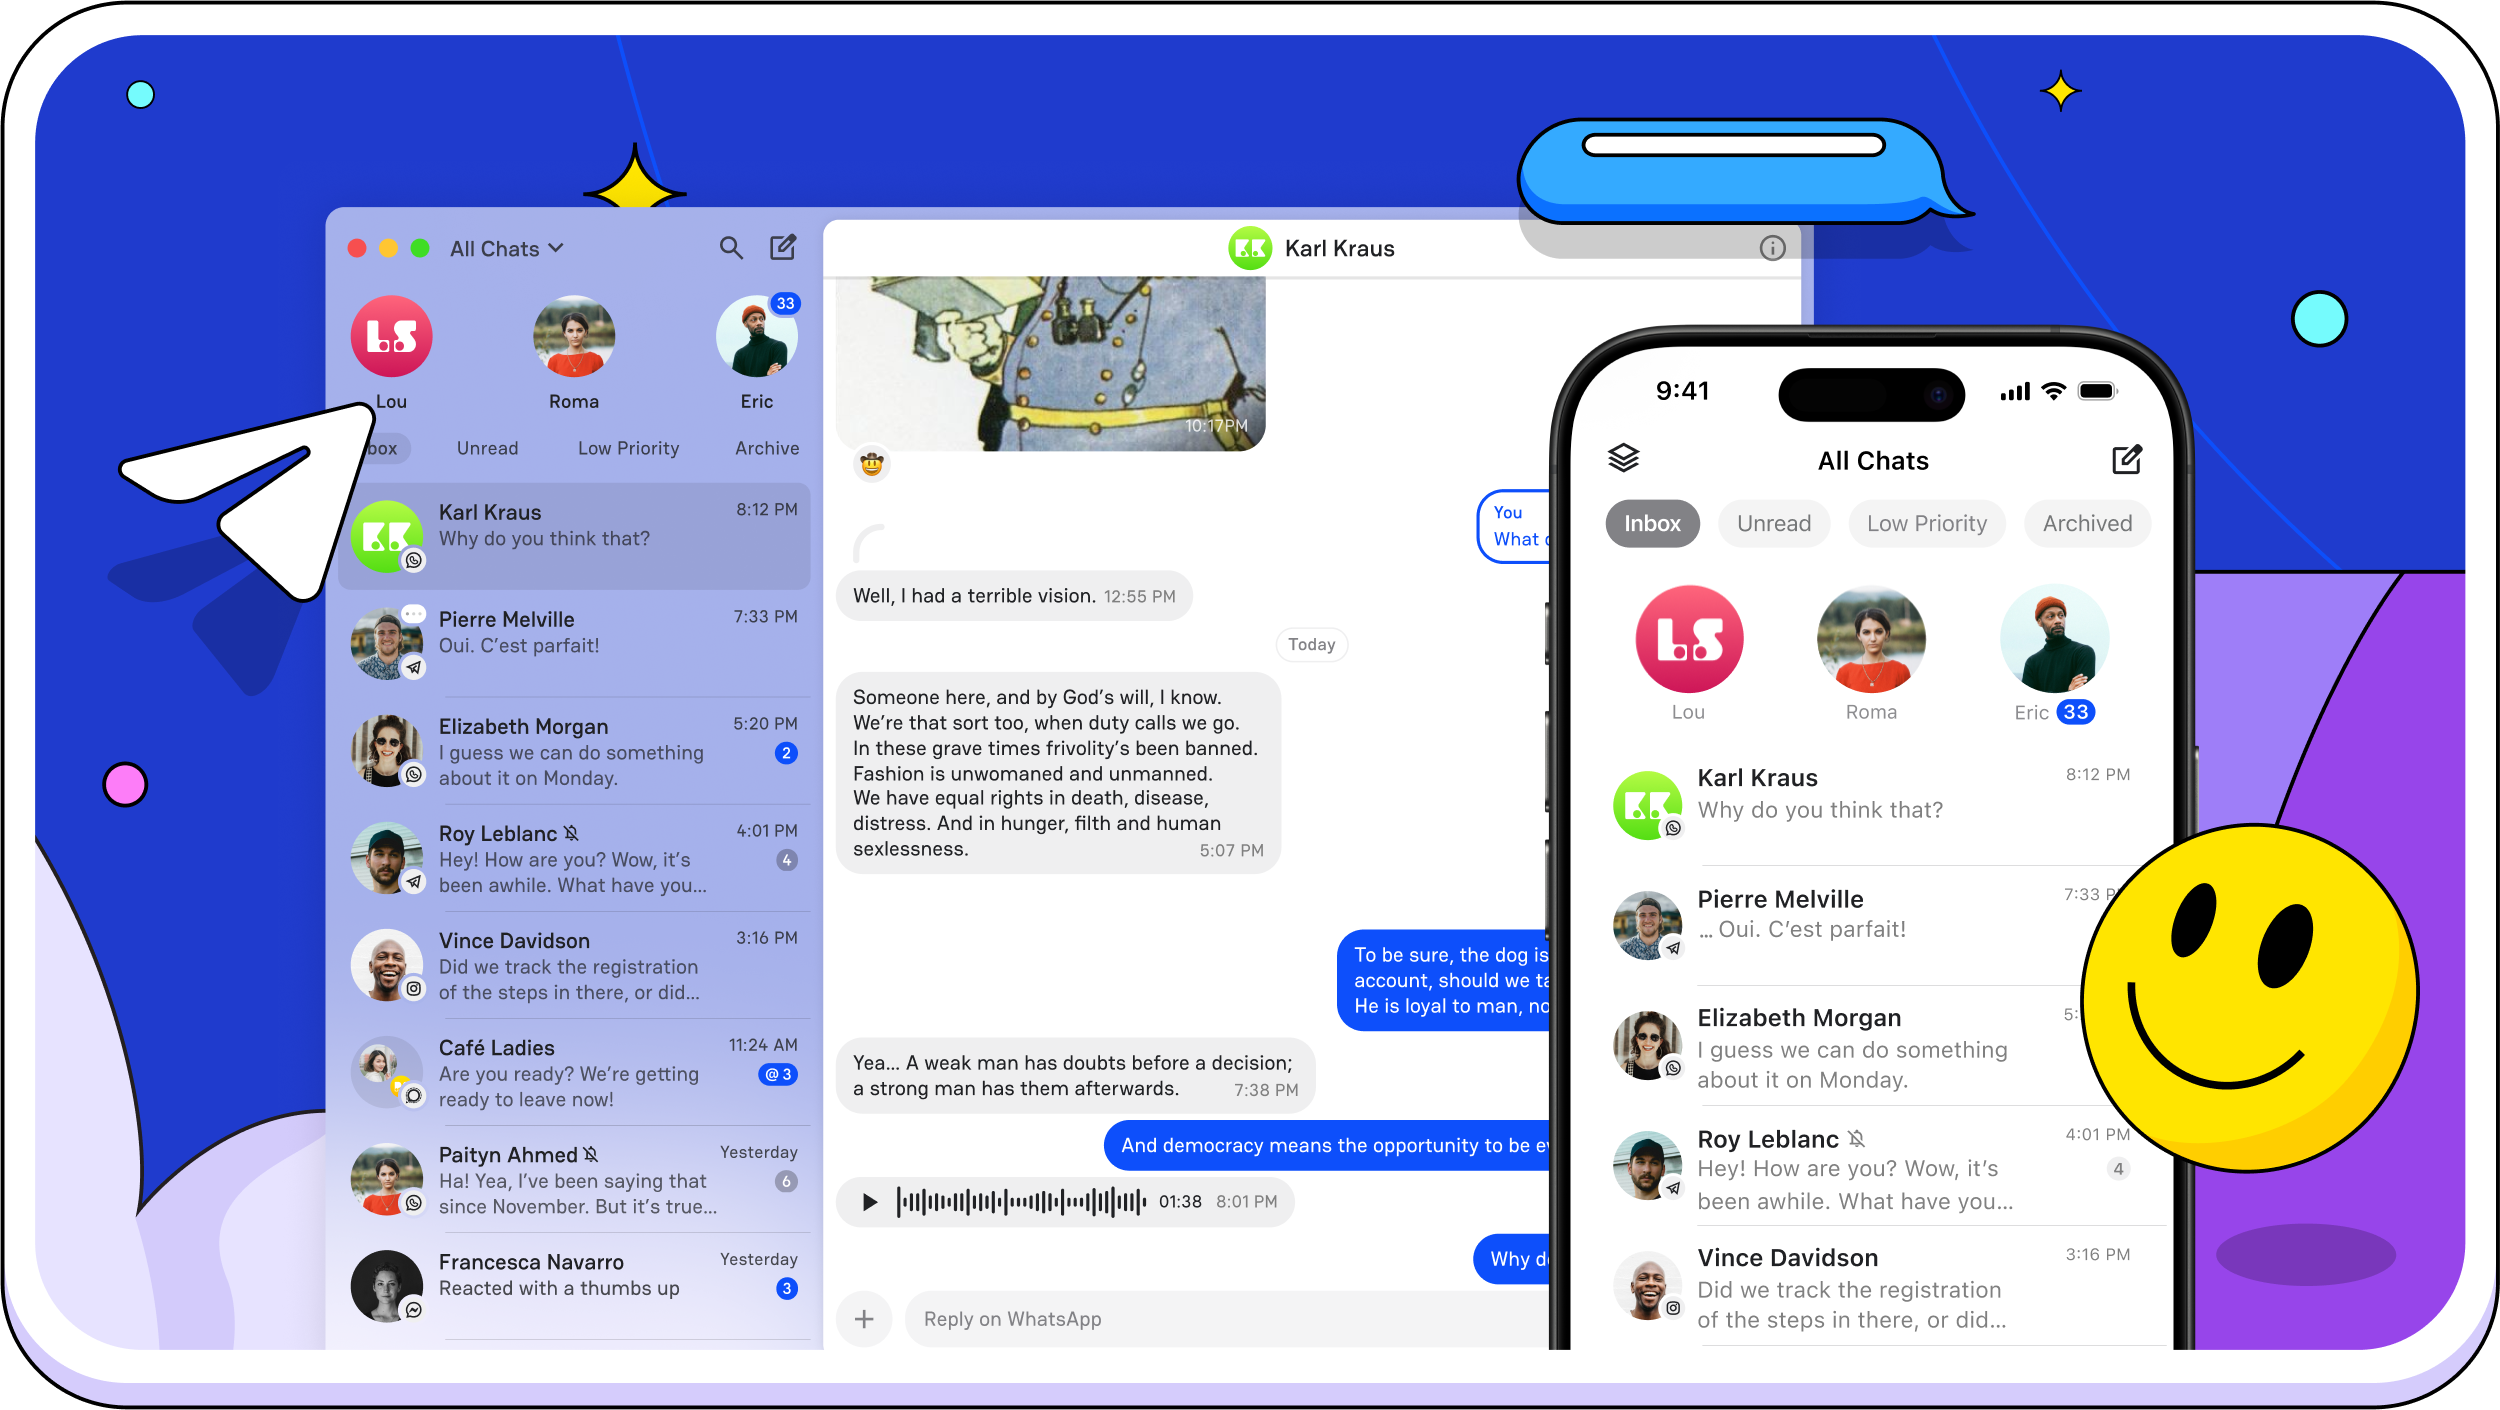 All Chats
33
Lou
Roma
Eric
box
Unread
Low Priority
Archive
Karl Kraus
8:12 PM
Why do you think that?
Pierre Melville
7:33 PM
Oui. C’est parfait!
Elizabeth Morgan
5:20 PM
I guess we can do something
2
about it on Monday.
Roy Leblanc
4:01 PM
Hey! How are you? Wow, it’s
4
been awhile. What have you...
Vince Davidson
3:16 PM
Did we track the registration
of the steps in there, or did...
Café Ladies
11:24 AM
Are you ready? We’re getting
@ 3
ready to leave now!
Paityn Ahmed
Yesterday
Ha! Yea, I’ve been saying that
6
since November. But it’s true...
Francesca Navarro
Yesterday
Reacted with a thumbs up
3
KK Karl Kraus
10:17PM
You
What
Well, I had a terrible vision. 12:55 PM
Today
Someone here, and by God’s will, I know.
We’re that sort too, when duty calls we go.
In these grave times frivolity’s been banned.
Fashion is unwomaned and unmanned.
We have equal rights in death, disease,
distress. And in hunger, filth and human
sexlessness.
5:07 PM
To be sure, the dog is
account, should we ta
He is loyal to man, no
Yea... A weak man has doubts before a decision;
a strong man has them afterwards.
7:38 PM
And democracy means the opportunity to be ev
01:38 8:01 PM
Why d
Reply on WhatsApp
9:41
All Chats
Inbox
Unread
Low Priority
Archived
LS
Lou
Roma
Eric 33
KK
Karl Kraus
8:12 PM
Why do you think that?
Pierre Melville
7:33 P
... Oui. C’est parfait!
Elizabeth Morgan
5:
I guess we can do something
about it on Monday.
Roy Leblanc
4:01 PM
Hey! How are you? Wow, it’s
4
been awhile. What have you...
Vince Davidson
3:16 PM
Did we track the registration
of the steps in there, or did...